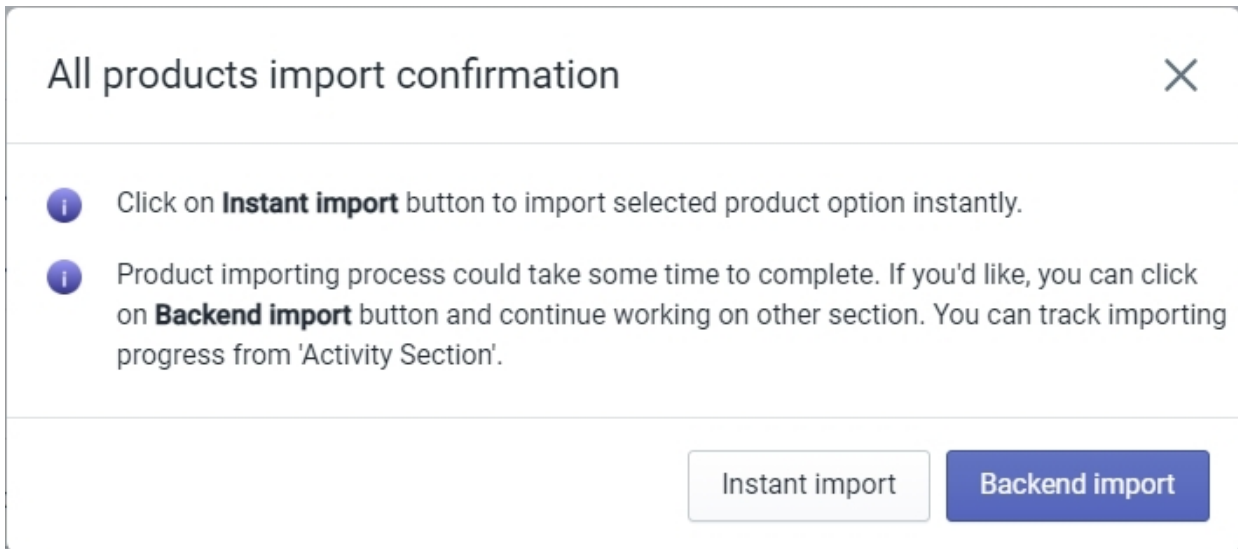 All products import confirmation
Click on Instant import button to import selected product option instantly.
Product importing process could take some time to complete. If you'd like, you can click
on Backend import button and continue working on other section. You can track importing
progress from 'Activity Section'.
Instant import
Backend import